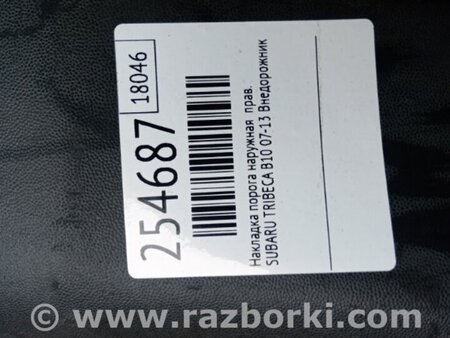 18046
254687
Накладка порога наружная прав.
SUBARU TRIBECA B10 07-13 Внедорожник
© www.razborki.com